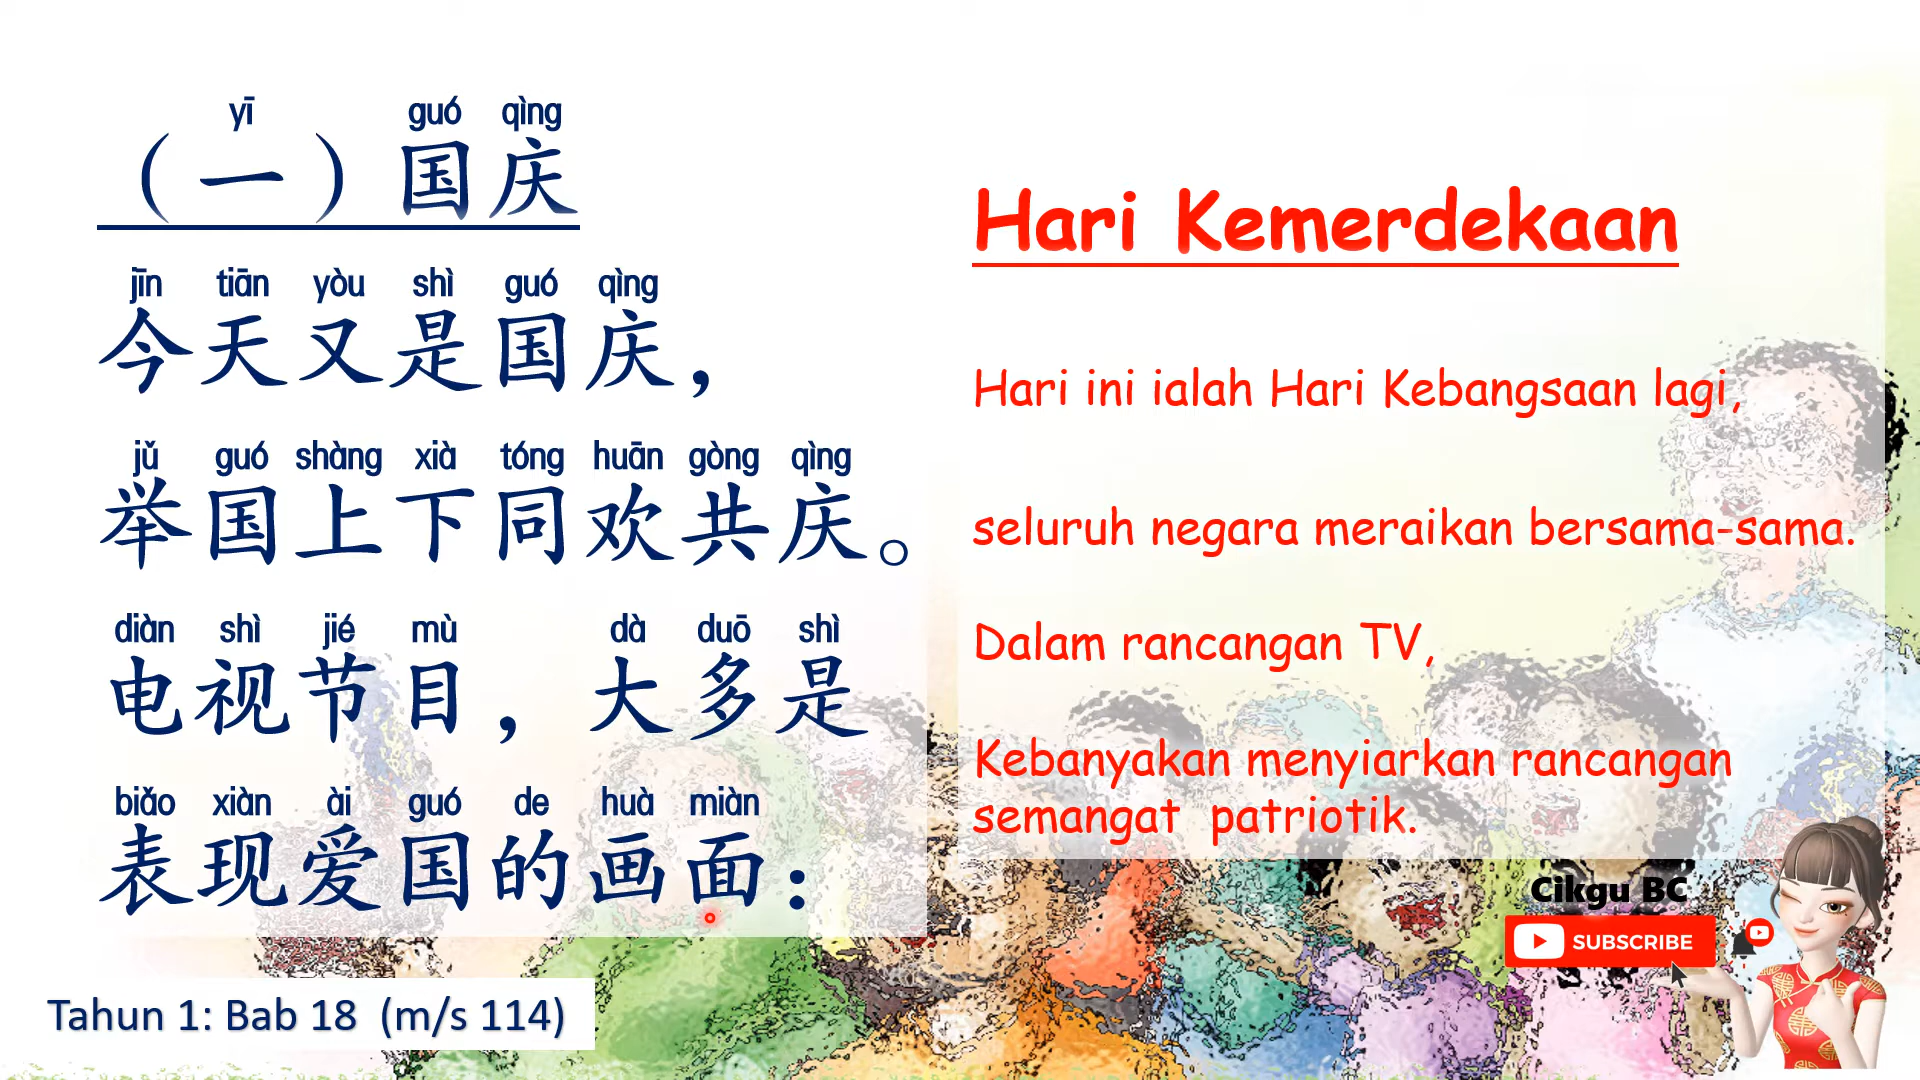 yī guó qìng
（一）国庆
jīn tiān yòu shì guó qìng
今天又是国庆，
jǔ guó shàng xià tóng huān gòng qìng
举国上下同欢共庆。
diàn shì jié mù dà duō shì
电视节目，大多是
biǎo xiàn ài guó de huà miàn
表现爱国的画面：
Hari Kemerdekaan
Hari ini ialah Hari Kebangsaan lagi,
seluruh negara meraikan bersama-sama.
Dalam rancangan TV,
Kebanyakan menyiarkan rancangan
semangat patriotik.
Cikgu BC
SUBSCRIBE
Tahun 1: Bab 18 (m/s 114)